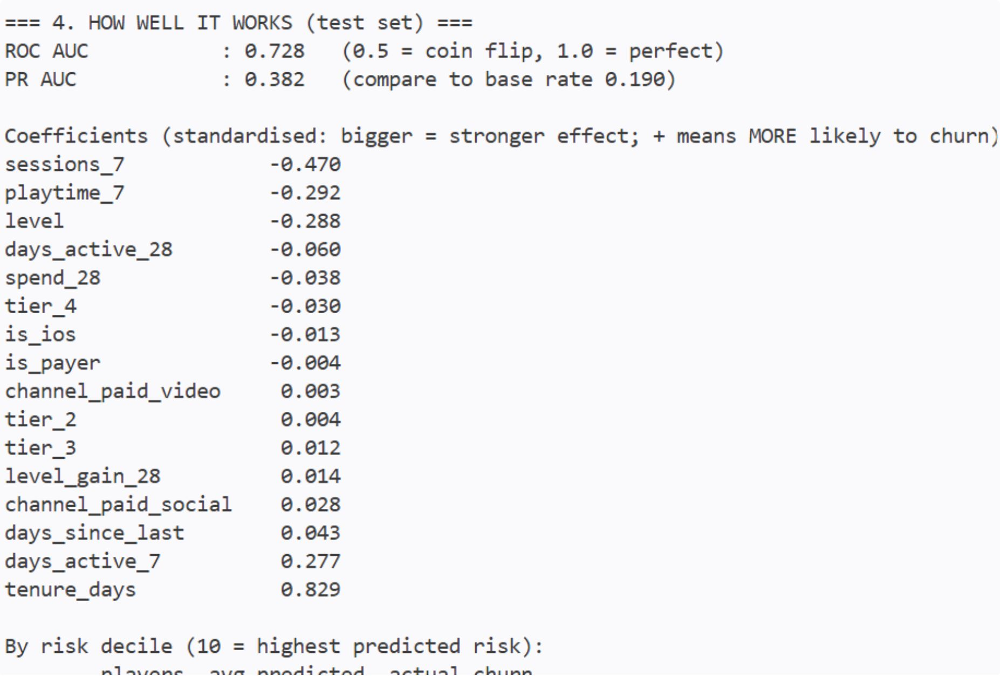 === 4. HOW WELL IT WORKS (test set) ===
ROC AUC : 0.728 (0.5 = coin flip, 1.0 = perfect)
PR AUC : 0.382 (compare to base rate 0.190)
Coefficients (standardised: bigger = stronger effect; + means MORE likely to churn)
sessions_7 -0.470
playtime_7 -0.292
level -0.288
days_active_28 -0.060
spend_28 -0.038
tier_4 -0.030
is_ios -0.013
is_payer -0.004
channel_paid_video 0.003
tier_2 0.004
tier_3 0.012
level_gain_28 0.014
channel_paid_social 0.028
days_since_last 0.043
days_active_7 0.277
tenure_days 0.829
By risk decile (10 = highest predicted risk):
players avg predicted actual churn